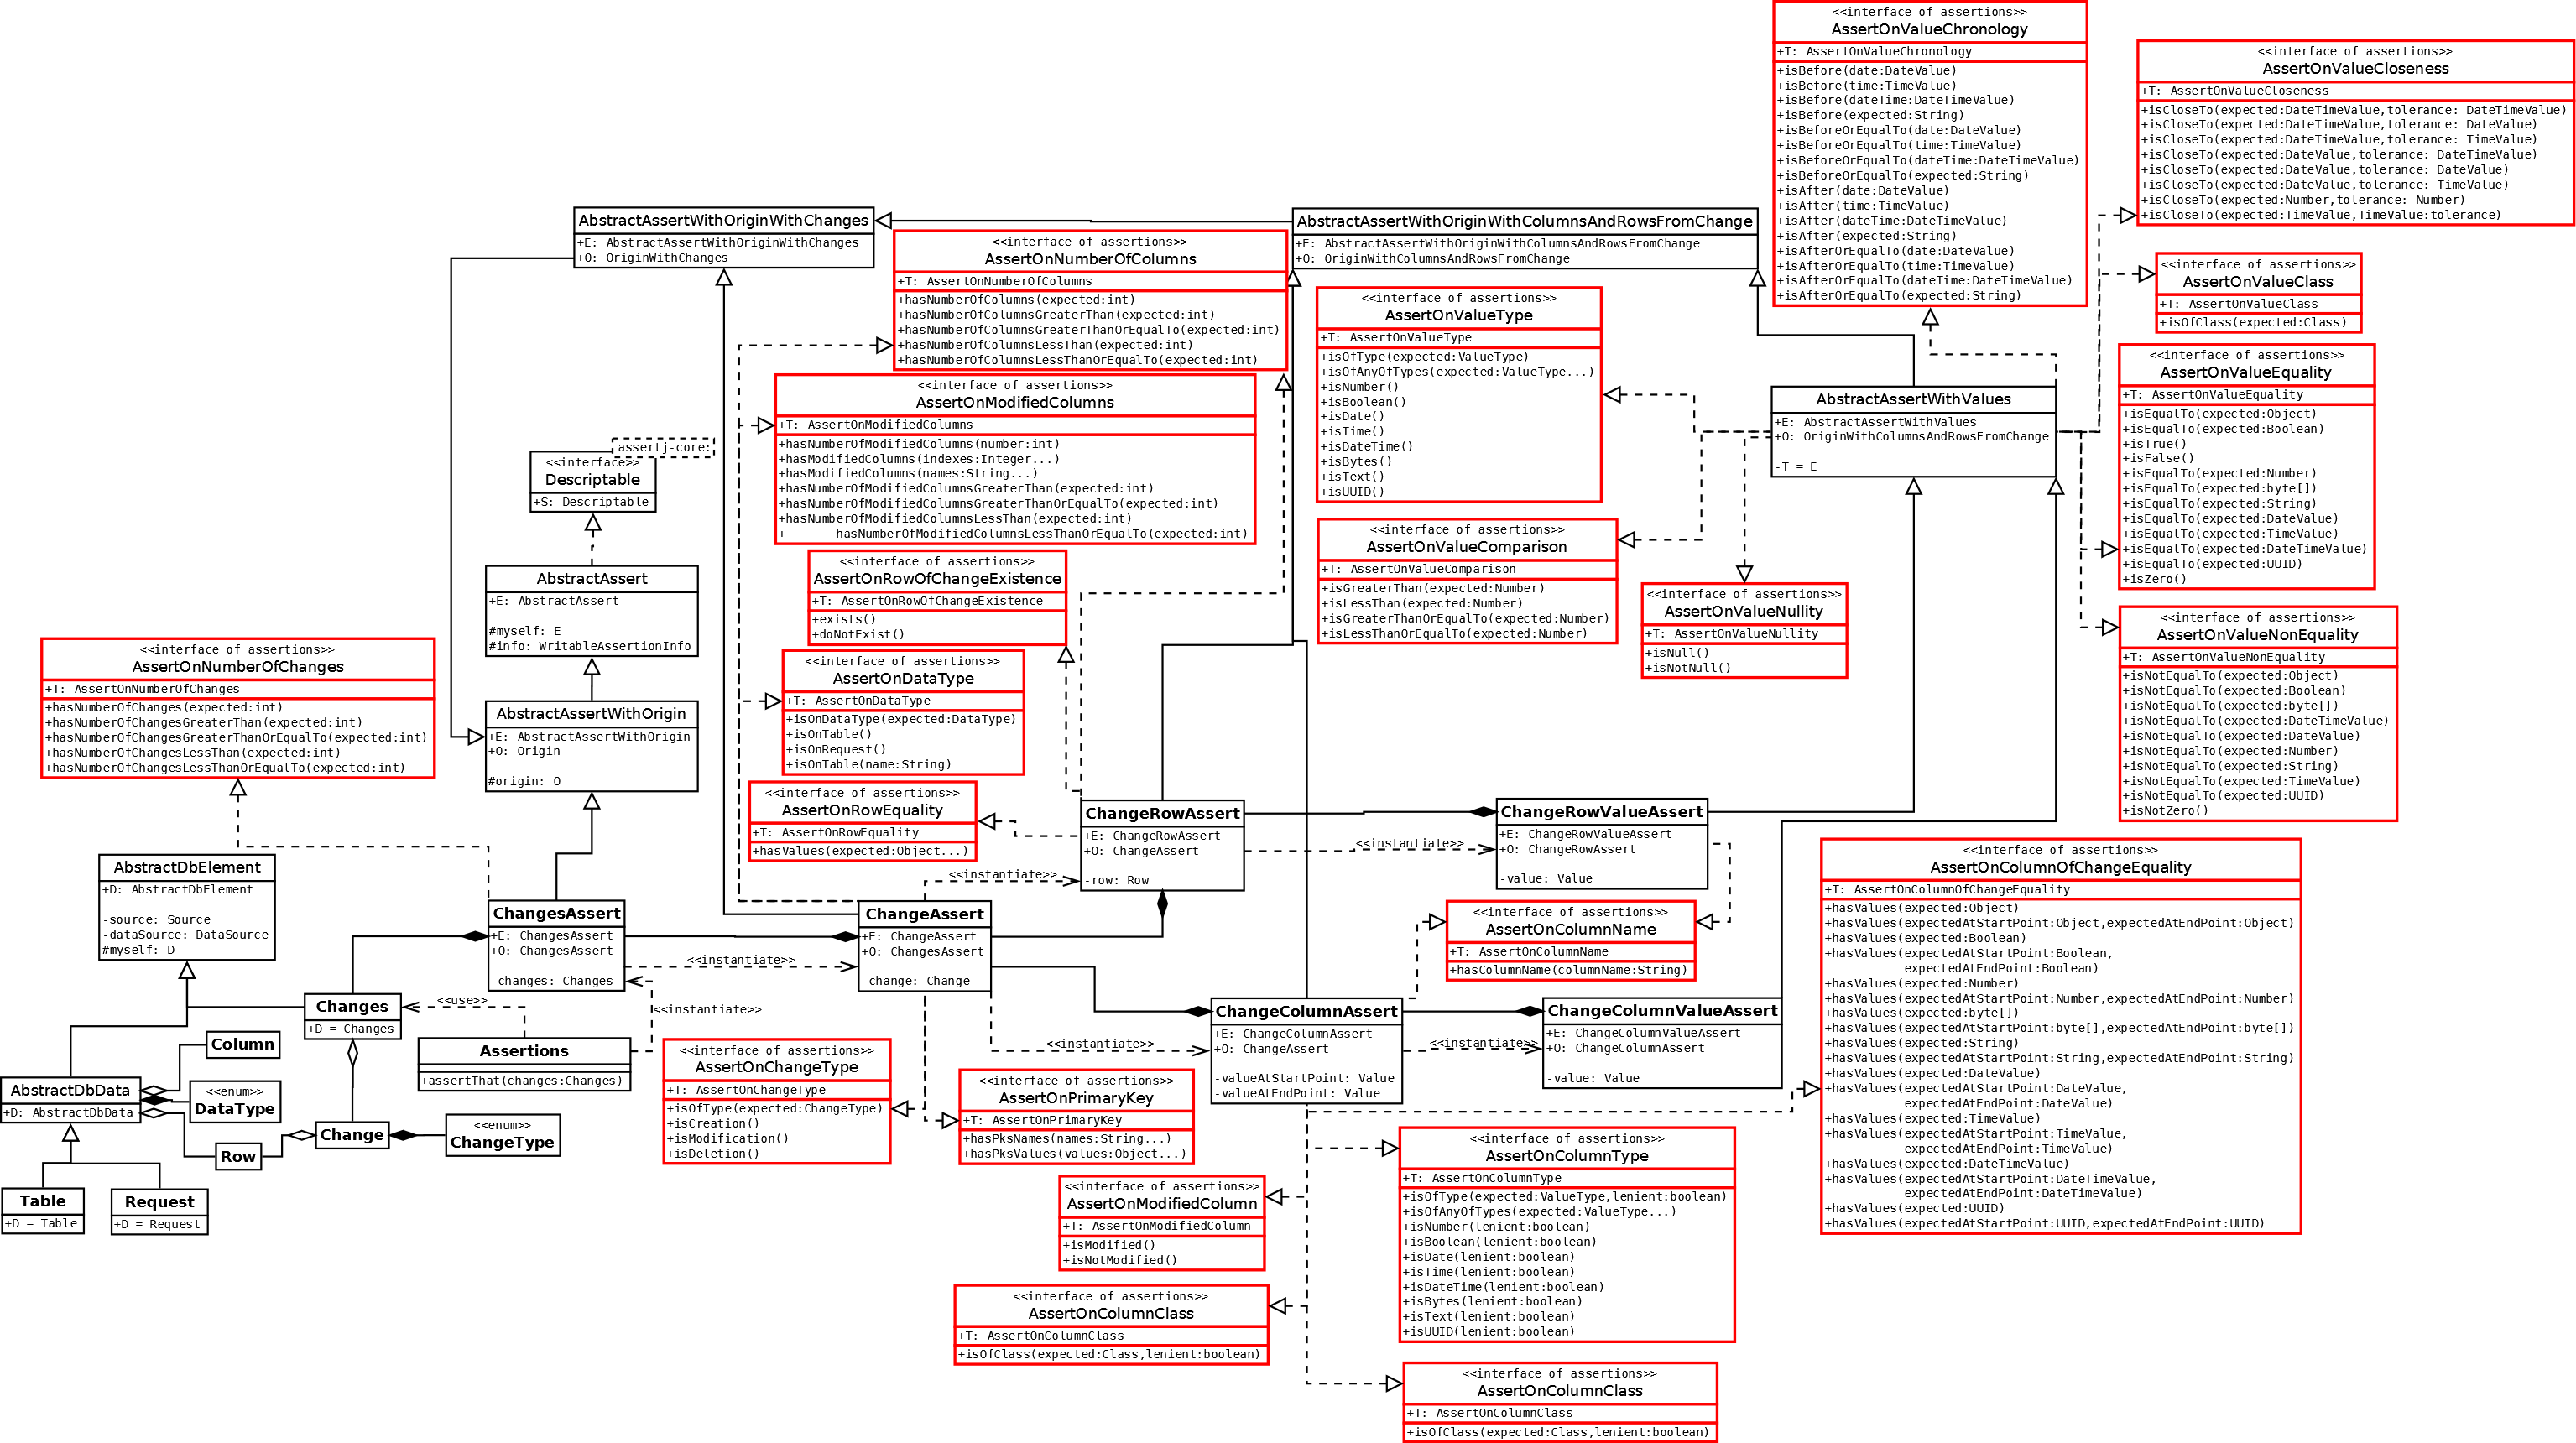 <<interface of assertions>>
AssertOnValueChronology
+T: AssertOnValueChronology
+isBefore(date:DateValue)
+isBefore(time:TimeValue)
+isBefore(dateTime:DateTimeValue)
+isBefore(expected:String)
+isBeforeOrEqualTo(date:DateValue)
+isBeforeOrEqualTo(time:TimeValue)
+isBeforeOrEqualTo(dateTime:DateTimeValue)
+isBeforeOrEqualTo(expected:String)
+isAfter(date:DateValue)
+isAfter(time:TimeValue)
+isAfter(dateTime:DateTimeValue)
+isAfter(expected:String)
+isAfterOrEqualTo(date:DateValue)
+isAfterOrEqualTo(time:TimeValue)
+isAfterOrEqualTo(dateTime:DateTimeValue)
+isAfterOrEqualTo(expected:String)
<<interface of assertions>>
AssertOnValueCloseness
+T: AssertOnValueCloseness
+isCloseTo(expected:DateTimeValue,tolerance: DateTimeValue)
+isCloseTo(expected:DateTimeValue,tolerance: DateValue)
+isCloseTo(expected:DateTimeValue,tolerance: TimeValue)
+isCloseTo(expected:DateValue,tolerance: DateTimeValue)
+isCloseTo(expected:DateValue,tolerance: DateValue)
+isCloseTo(expected:DateValue,tolerance: TimeValue)
+isCloseTo(expected:Number,tolerance: Number)
+isCloseTo(expected:TimeValue,TimeValue:tolerance)
AbstractAssertWithOriginWithChanges
+E: AbstractAssertWithOriginWithChanges
+O: OriginWithChanges
AbstractAssertWithOriginWithColumnsAndRowsFromChange
+E: AbstractAssertWithOriginWithColumnsAndRowsFromChange
+O: OriginWithColumnsAndRowsFromChange
<<interface of assertions>>
AssertOnNumberOfColumns
+T: AssertOnNumberOfColumns
+hasNumberOfColumns(expected:int)
+hasNumberOfColumnsGreaterThan(expected:int)
+hasNumberOfColumnsGreaterThanOrEqualTo(expected:int)
+hasNumberOfColumnsLessThan(expected:int)
+hasNumberOfColumnsLessThanOrEqualTo(expected:int)
<<interface of assertions>>
AssertOnValueClass
+T: AssertOnValueClass
+isOfClass(expected:Class)
<<interface of assertions>>
AssertOnValueType
+T: AssertOnValueType
+isOfType(expected:ValueType)
+isOfAnyOfTypes(expected:ValueType...)
+isNumber()
+isBoolean()
+isDate()
+isTime()
+isDateTime()
+isBytes()
+isText()
+isUUID()
<<interface of assertions>>
AssertOnValueEquality
+T: AssertOnValueEquality
+isEqualTo(expected:Object)
+isEqualTo(expected:Boolean)
+isTrue()
+isFalse()
+isEqualTo(expected:Number)
+isEqualTo(expected:byte[])
+isEqualTo(expected:String)
+isEqualTo(expected:DateValue)
+isEqualTo(expected:TimeValue)
+isEqualTo(expected:DateTimeValue)
+isEqualTo(expected:UUID)
+isZero()
<<interface of assertions>>
AssertOnModifiedColumns
+T: AssertOnModifiedColumns
+hasNumberOfModifiedColumns(number:int)
+hasModifiedColumns(indexes:Integer...)
+hasModifiedColumns(names:String...)
+hasNumberOfModifiedColumnsGreaterThan(expected:int)
+hasNumberOfModifiedColumnsGreaterThanOrEqualTo(expected:int)
+hasNumberOfModifiedColumnsLessThan(expected:int)
+ hasNumberOfModifiedColumnsLessThanOrEqualTo(expected:int)
AbstractAssertWithValues
+E: AbstractAssertWithValues
+O: OriginWithColumnsAndRowsFromChange
-T = E
assertj-core:
<<interface>>
Descriptable
+S: Descriptable
<<interface of assertions>>
AssertOnValueComparison
+T: AssertOnValueComparison
+isGreaterThan(expected:Number)
+isLessThan(expected:Number)
+isGreaterThanOrEqualTo(expected:Number)
+isLessThanOrEqualTo(expected:Number)
<<interface of assertions>>
AssertOnRowOfChangeExistence
+T: AssertOnRowOfChangeExistence
+exists()
+doNotExist()
AbstractAssert
+E: AbstractAssert
#myself: E
#info: WritableAssertionInfo
<<interface of assertions>>
AssertOnValueNullity
+T: AssertOnValueNullity
+isNull()
+isNotNull()
<<interface of assertions>>
AssertOnValueNonEquality
+T: AssertOnValueNonEquality
+isNotEqualTo(expected:Object)
+isNotEqualTo(expected:Boolean)
+isNotEqualTo(expected:byte[])
+isNotEqualTo(expected:DateTimeValue)
+isNotEqualTo(expected:DateValue)
+isNotEqualTo(expected:Number)
+isNotEqualTo(expected:String)
+isNotEqualTo(expected:TimeValue)
+isNotEqualTo(expected:UUID)
+isNotZero()
<<interface of assertions>>
AssertOnNumberOfChanges
+T: AssertOnNumberOfChanges
+hasNumberOfChanges(expected:int)
+hasNumberOfChangesGreaterThan(expected:int)
+hasNumberOfChangesGreaterThanOrEqualTo(expected:int)
+hasNumberOfChangesLessThan(expected:int)
+hasNumberOfChangesLessThanOrEqualTo(expected:int)
<<interface of assertions>>
AssertOnDataType
+T: AssertOnDataType
+isOnDataType(expected:DataType)
+isOnTable()
+isOnRequest()
+isOnTable(name:String)
AbstractAssertWithOrigin
+E: AbstractAssertWithOrigin
+O: Origin
#origin: O
<<interface of assertions>>
AssertOnRowEquality
+T: AssertOnRowEquality
+hasValues(expected:Object...)
ChangeRowAssert
+E: ChangeRowAssert
+O: ChangeAssert
-row: Row
<<instantiate>>
ChangeRowValueAssert
+E: ChangeRowValueAssert
+O: ChangeRowAssert
-value: Value
<<interface of assertions>>
AssertOnColumnOfChangeEquality
+T: AssertOnColumnOfChangeEquality
+hasValues(expected:Object)
+hasValues(expectedAtStartPoint:Object,expectedAtEndPoint:Object)
+hasValues(expected:Boolean)
+hasValues(expectedAtStartPoint:Boolean,
expectedAtEndPoint:Boolean)
+hasValues(expected:Number)
+hasValues(expectedAtStartPoint:Number,expectedAtEndPoint:Number)
+hasValues(expected:byte[])
+hasValues(expectedAtStartPoint:byte[],expectedAtEndPoint:byte[])
+hasValues(expected:String)
+hasValues(expectedAtStartPoint:String,expectedAtEndPoint:String)
+hasValues(expected:DateValue)
+hasValues(expectedAtStartPoint:DateValue,
expectedAtEndPoint:DateValue)
+hasValues(expected:TimeValue)
+hasValues(expectedAtStartPoint:TimeValue,
expectedAtEndPoint:TimeValue)
+hasValues(expected:DateTimeValue)
+hasValues(expectedAtStartPoint:DateTimeValue,
expectedAtEndPoint:DateTimeValue)
+hasValues(expected:UUID)
+hasValues(expectedAtStartPoint:UUID,expectedAtEndPoint:UUID)
AbstractDbElement
+D: AbstractDbElement
-source: Source
-dataSource: DataSource
#myself: D
<<instantiate>>
ChangesAssert
+E: ChangesAssert
+O: ChangesAssert
-changes: Changes
<<instantiate>>
ChangeAssert
+E: ChangeAssert
+O: ChangesAssert
-change: Change
<<interface of assertions>>
AssertOnColumnName
+T: AssertOnColumnName
+hasColumnName(columnName:String)
Changes
+D = Changes
<<use>>
<<instantiate>>
Assertions
+assertThat(changes:Changes)
Column
<<instantiate>>
ChangeColumnAssert
+E: ChangeColumnAssert
+O: ChangeAssert
-valueAtStartPoint: Value
-valueAtEndPoint: Value
<<instantiate>>
ChangeColumnValueAssert
+E: ChangeColumnValueAssert
+O: ChangeColumnAssert
-value: Value
<<interface of assertions>>
AssertOnChangeType
+T: AssertOnChangeType
+isOfType(expected:ChangeType)
+isCreation()
+isModification()
+isDeletion()
<<interface of assertions>>
AssertOnPrimaryKey
+T: AssertOnPrimaryKey
+hasPksNames(names:String...)
+hasPksValues(values:Object...)
AbstractDbData
+D: AbstractDbData
<<enum>>
DataType
Change
<<enum>>
ChangeType
Row
Table
+D = Table
Request
+D = Request
<<interface of assertions>>
AssertOnColumnType
+T: AssertOnColumnType
+isOfType(expected:ValueType,lenient:boolean)
+isOfAnyOfTypes(expected:ValueType...)
+isNumber(lenient:boolean)
+isBoolean(lenient:boolean)
+isDate(lenient:boolean)
+isTime(lenient:boolean)
+isDateTime(lenient:boolean)
+isBytes(lenient:boolean)
+isText(lenient:boolean)
+isUUID(lenient:boolean)
<<interface of assertions>>
AssertOnModifiedColumn
+T: AssertOnModifiedColumn
+isModified()
+isNotModified()
<<interface of assertions>>
AssertOnColumnClass
+T: AssertOnColumnClass
+isOfClass(expected:Class,lenient:boolean)
<<interface of assertions>>
AssertOnColumnClass
+T: AssertOnColumnClass
+isOfClass(expected:Class,lenient:boolean)